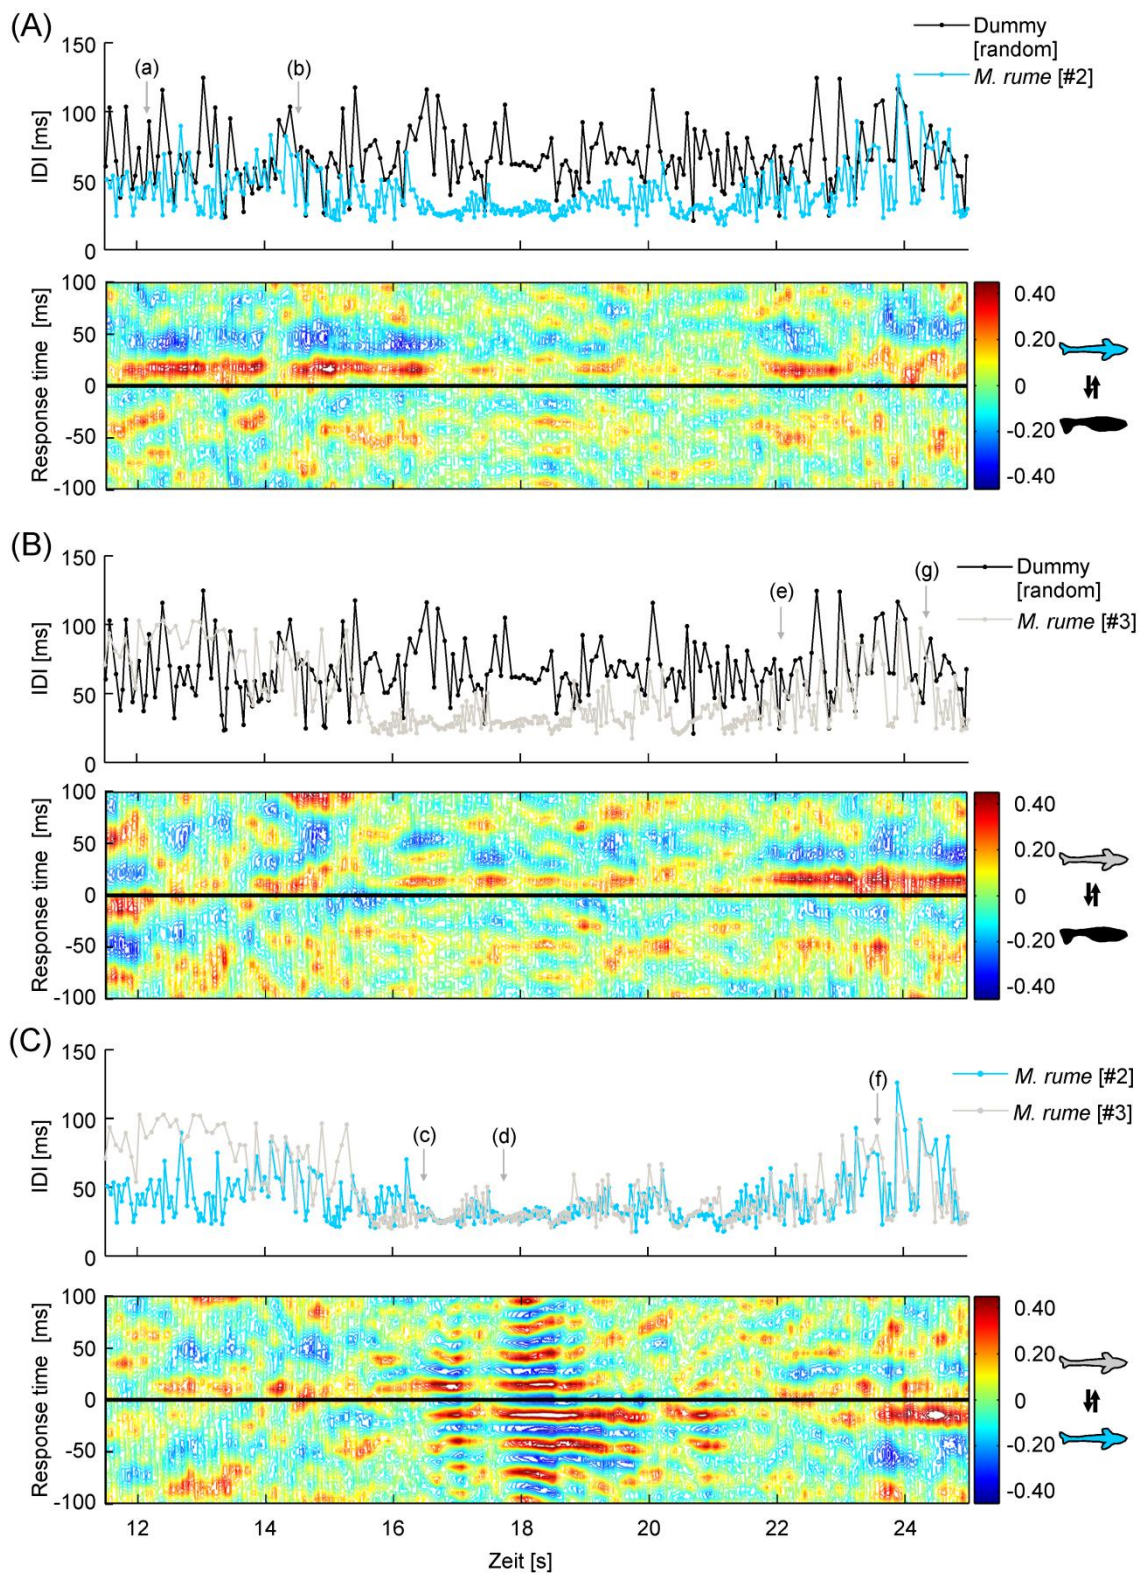 (A)
150
100
50
0
IDI [ms]
(a)
(b)
Dummy
[random]
M. rume [#2]
100
50
0
-50
-100
Response time [ms]
0.40
0.20
0
-0.20
-0.40
(B)
150
100
50
0
IDI [ms]
(e)
(g)
Dummy
[random]
M. rume [#3]
100
50
0
-50
-100
Response time [ms]
0.40
0.20
0
-0.20
-0.40
(C)
150
100
50
0
IDI [ms]
(c)
(d)
(f)
M. rume [#2]
M. rume [#3]
100
50
0
-50
-100
Response time [ms]
0.40
0.20
0
-0.20
-0.40
12 14 16 18 20 22 24
Zeit [s]